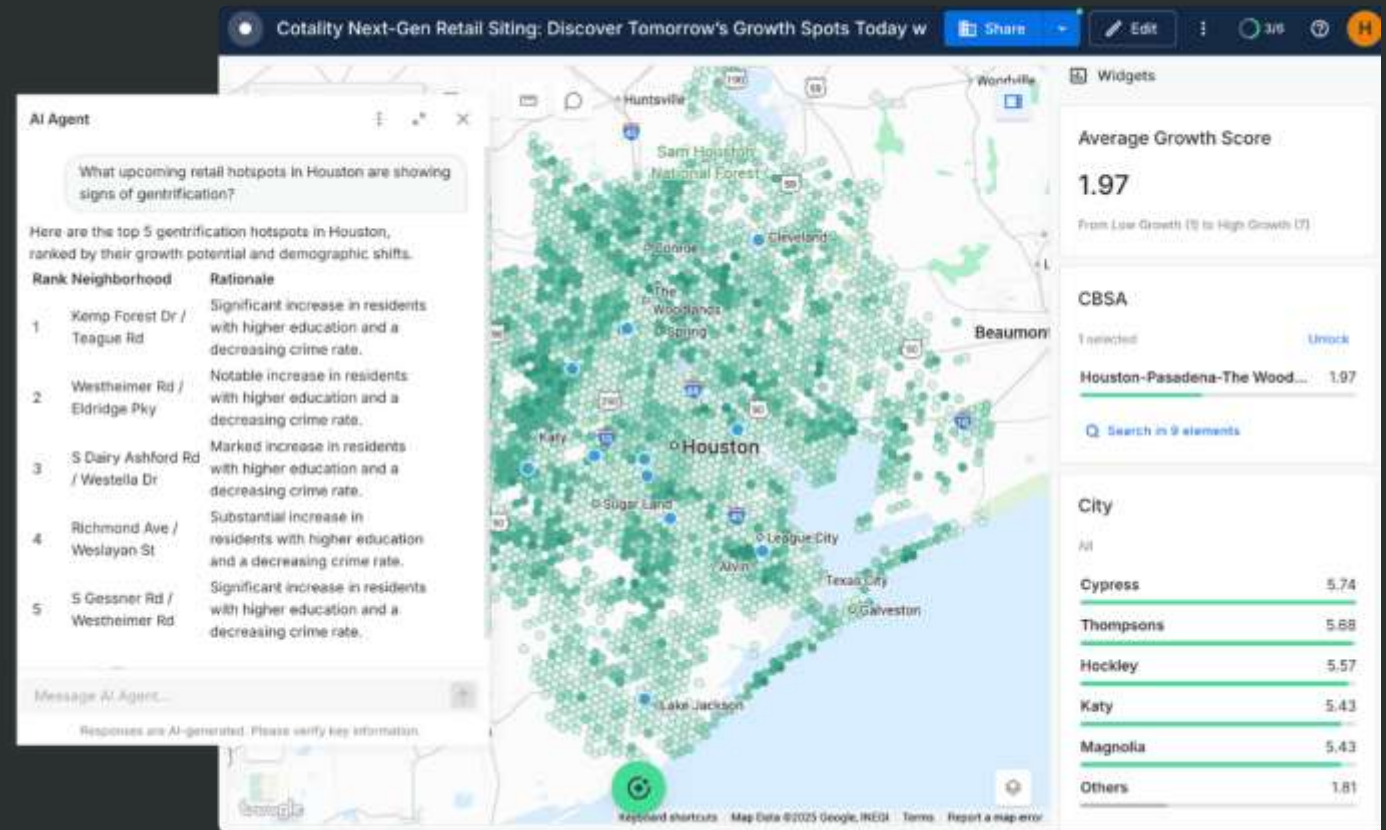 Cotality Next-Gen Retail Siting: Discover Tomorrow's Growth Spots Today w
Share
Edit
3/6
H
AI Agent
What upcoming retail hotspots in Houston are showing
signs of gentrification?
Here are the top 5 gentrification hotspots in Houston,
ranked by their growth potential and demographic shifts.
Rank Neighborhood Rationale
1 Kemp Forest Dr / Teague Rd
Significant increase in residents
with higher education and a
decreasing crime rate.
2 Westheimer Rd / Eldridge Pky
Notable increase in residents
with higher education and a
decreasing crime rate.
3 S Dairy Ashford Rd / Westella Dr
Marked increase in residents
with higher education and a
decreasing crime rate.
4 Richmond Ave / Weslayan St
Substantial increase in
residents with higher education
and a decreasing crime rate.
5 S Gessner Rd / Westheimer Rd
Significant increase in residents
with higher education and a
decreasing crime rate.
Message AI Agent...
Responses are AI-generated. Please verify key information.
Huntsville
Woodville
190
59
45
Sam Houston
National Forest
59
Conroe
Cleveland
The
Woodlands
Spring
Beaumont
90
290
90
10
Katy
Houston
Sugar Land
45
League City
Alvin
Texas City
Galveston
Lake Jackson
Google
Keyboard shortcuts
Map Data ©2025 Google, INEGI
Terms
Report a map error
Widgets
Average Growth Score
1.97
From Low Growth (1) to High Growth (7)
CBSA
1 selected
Unlock
Houston-Pasadena-The Wood... 1.97
Search in 9 elements
City
All
Cypress 5.74
Thompsons 5.68
Hockley 5.57
Katy 5.43
Magnolia 5.43
Others 1.81